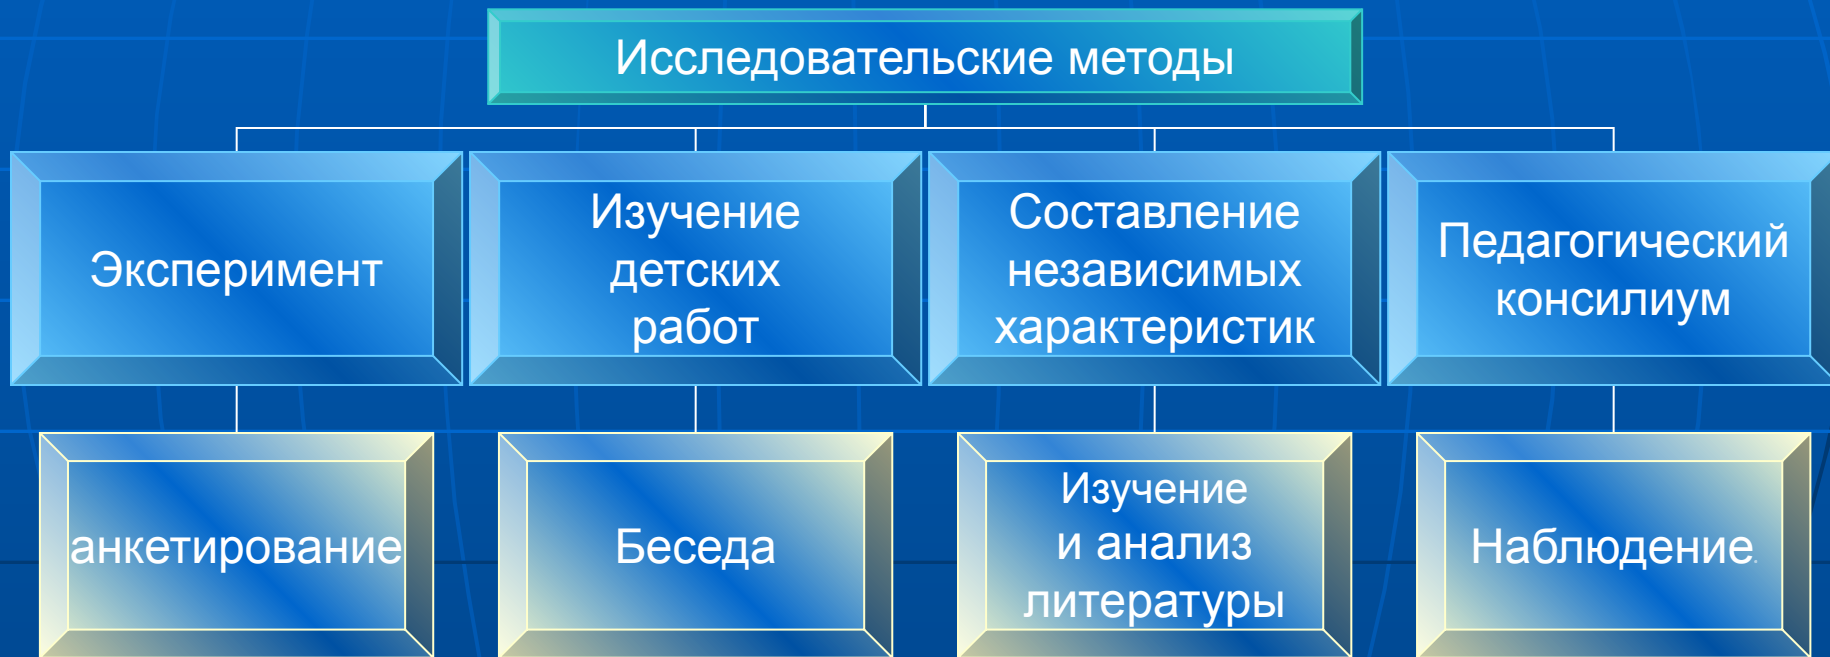 Исследовательские методы
Эксперимент
Изучение
детских
работ
Составление
независимых
характеристик
Педагогический
консилиум
анкетирование
Беседа
Изучение
и анализ
литературы
Наблюдение.